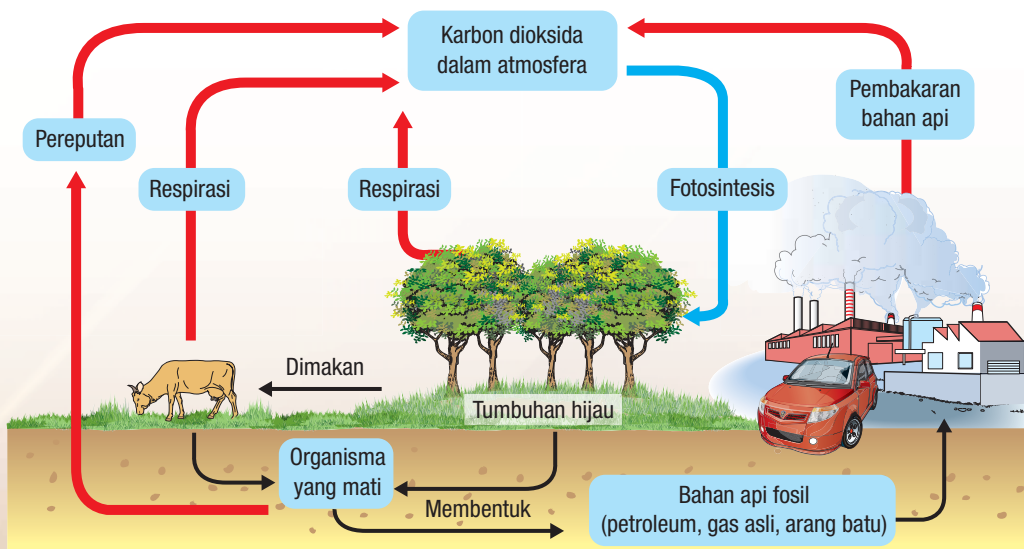 Karbon dioksida
dalam atmosfera
Pembakaran
bahan api
Pereputan
Respirasi
Respirasi
Fotosintesis
Dimakan
Tumbuhan hijau
Organisma
yang mati
Membentuk
Bahan api fosil
(petroleum, gas asli, arang batu)